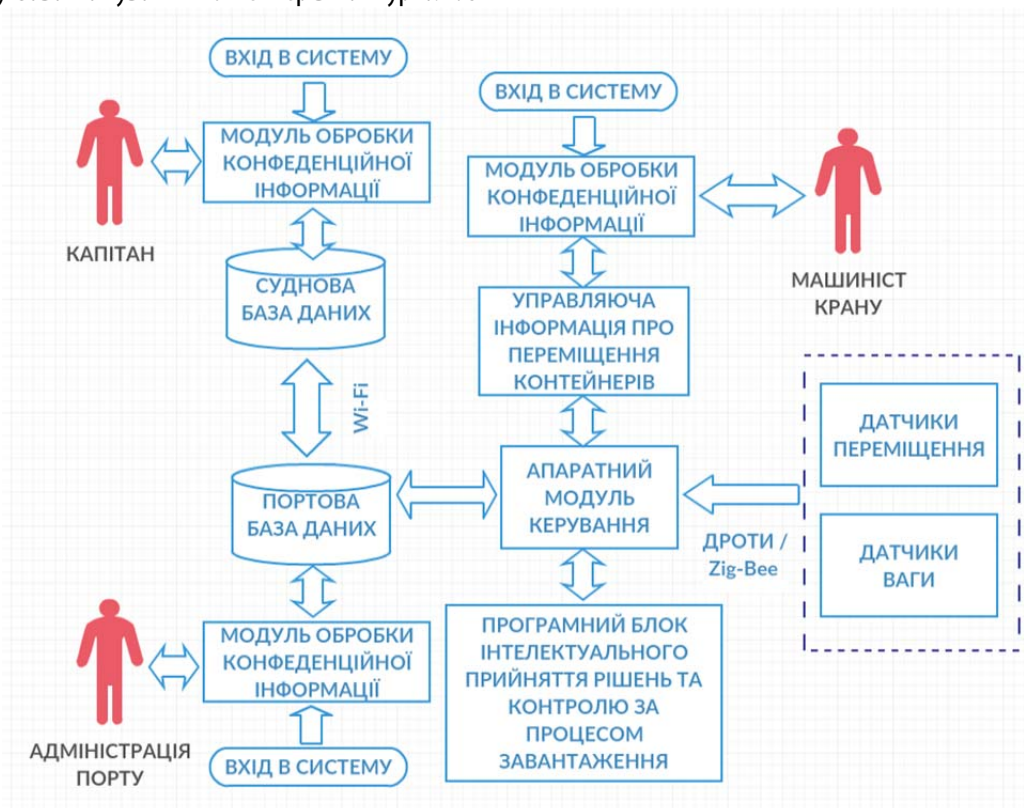 ВХІД В СИСТЕМУ
МОДУЛЬ ОБРОБКИ
КОНФЕДЕНЦІЙНОЇ
ІНФОРМАЦІЇ
КАПІТАН
СУДНОВА
БАЗА ДАНИХ
Wi-Fi
ПОРТОВА
БАЗА ДАНИХ
МОДУЛЬ ОБРОБКИ
КОНФЕДЕНЦІЙНОЇ
ІНФОРМАЦІЇ
АДМІНІСТРАЦІЯ
ПОРТУ
ВХІД В СИСТЕМУ
ВХІД В СИСТЕМУ
МОДУЛЬ ОБРОБКИ
КОНФЕДЕНЦІЙНОЇ
ІНФОРМАЦІЇ
МАШИНІСТ
КРАНУ
УПРАВЛЯЮЧА
ІНФОРМАЦІЯ ПРО
ПЕРЕМІЩЕННЯ
КОНТЕЙНЕРІВ
АПАРАТНИЙ
МОДУЛЬ
КЕРУВАННЯ
ДРОТИ /
Zig-Bee
ДАТЧИКИ
ПЕРЕМІЩЕННЯ
ДАТЧИКИ
ВАГИ
ПРОГРАМНИЙ БЛОК
ІНТЕЛЕКТУАЛЬНОГО
ПРИЙНЯТТЯ РІШЕНЬ ТА
КОНТРОЛЮ ЗА
ПРОЦЕСОМ
ЗАВАНТАЖЕННЯ